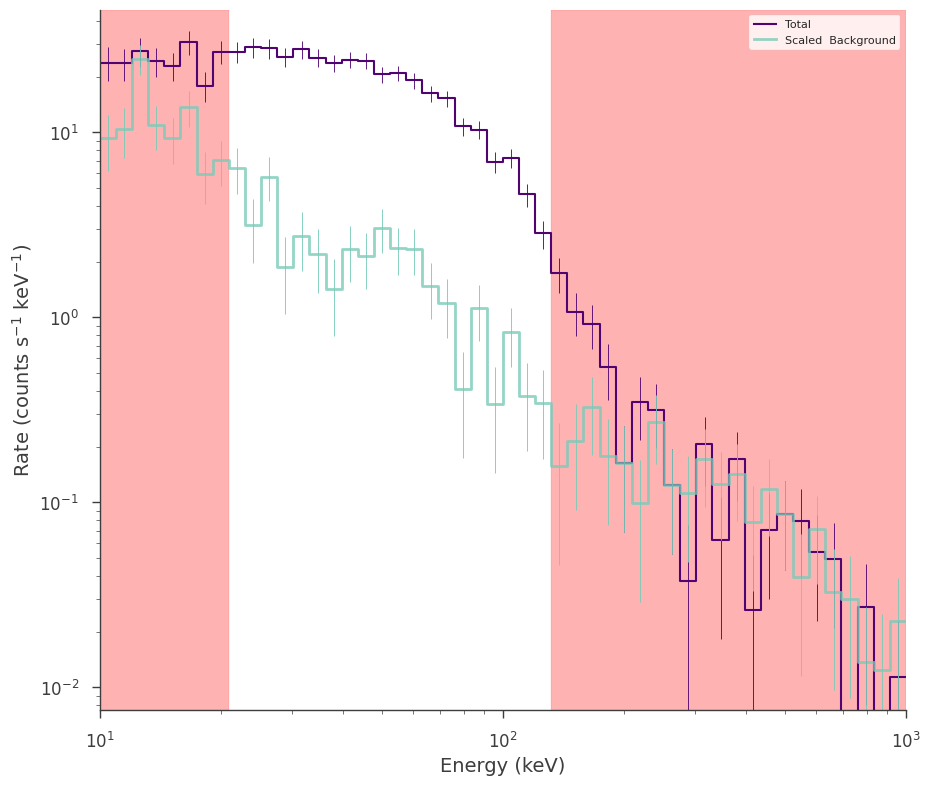 Total
Scaled Background
Rate (counts s⁻¹ keV⁻¹)
10¹
10⁰
10⁻¹
10⁻²
10¹
10²
10³
Energy (keV)